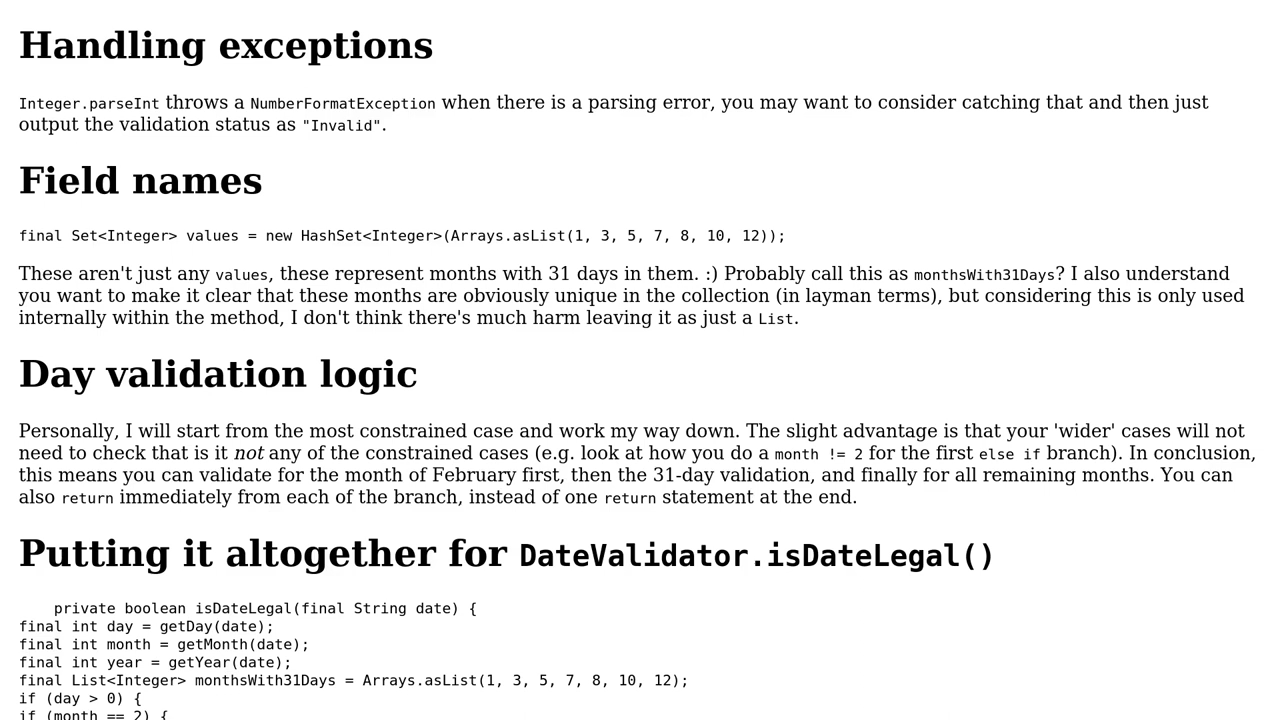 Handling exceptions
Integer.parseInt throws a NumberFormatException when there is a parsing error, you may want to consider catching that and then just
output the validation status as "Invalid".
Field names
final Set<Integer> values = new HashSet<Integer>(Arrays.asList(1, 3, 5, 7, 8, 10, 12));
These aren't just any values, these represent months with 31 days in them. :) Probably call this as monthsWith31Days? I also understand
you want to make it clear that these months are obviously unique in the collection (in layman terms), but considering this is only used
internally within the method, I don't think there's much harm leaving it as just a List.
Day validation logic
Personally, I will start from the most constrained case and work my way down. The slight advantage is that your 'wider' cases will not
need to check that is it not any of the constrained cases (e.g. look at how you do a month != 2 for the first else if branch). In conclusion,
this means you can validate for the month of February first, then the 31-day validation, and finally for all remaining months. You can
also return immediately from each of the branch, instead of one return statement at the end.
Putting it altogether for DateValidator.isDateLegal()
private boolean isDateLegal(final String date) {
final int day = getDay(date);
final int month = getMonth(date);
final int year = getYear(date);
final List<Integer> monthsWith31Days = Arrays.asList(1, 3, 5, 7, 8, 10, 12);
if (day > 0) {
if (month == 2) {